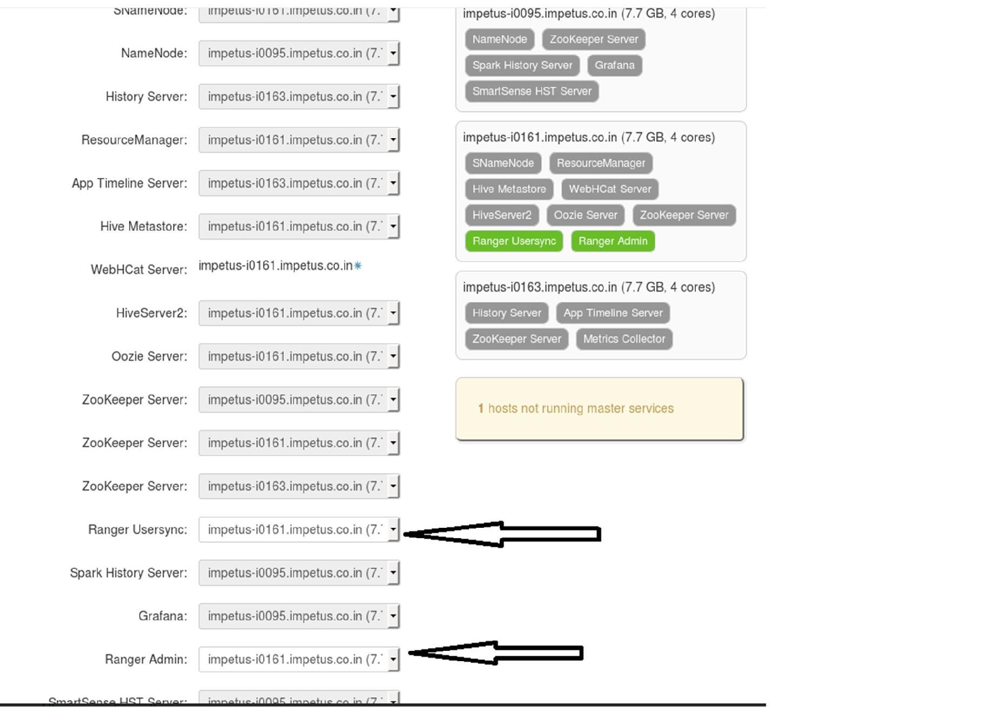 SNameNode: impetus-i0161.impetus.co.in (7.
NameNode: impetus-i0095.impetus.co.in (7.
History Server: impetus-i0163.impetus.co.in (7.
ResourceManager: impetus-i0161.impetus.co.in (7.
App Timeline Server: impetus-i0163.impetus.co.in (7.
Hive Metastore: impetus-i0161.impetus.co.in (7.
WebHCat Server: impetus-i0161.impetus.co.in*
HiveServer2: impetus-i0161.impetus.co.in (7.
Oozie Server: impetus-i0161.impetus.co.in (7.
ZooKeeper Server: impetus-i0095.impetus.co.in (7.
ZooKeeper Server: impetus-i0161.impetus.co.in (7.
ZooKeeper Server: impetus-i0163.impetus.co.in (7.
Ranger Usersync: impetus-i0161.impetus.co.in (7.
Spark History Server: impetus-i0095.impetus.co.in (7.
Grafana: impetus-i0095.impetus.co.in (7.
Ranger Admin: impetus-i0161.impetus.co.in (7.
SmartSense HST Server: impetus-i0095.impetus.co.in (7.
impetus-i0095.impetus.co.in (7.7 GB, 4 cores)
NameNode ZooKeeper Server
Spark History Server Grafana
SmartSense HST Server
impetus-i0161.impetus.co.in (7.7 GB, 4 cores)
SNameNode ResourceManager
Hive Metastore WebHCat Server
HiveServer2 Oozie Server ZooKeeper Server
Ranger Usersync Ranger Admin
impetus-i0163.impetus.co.in (7.7 GB, 4 cores)
History Server App Timeline Server
ZooKeeper Server Metrics Collector
1 hosts not running master services